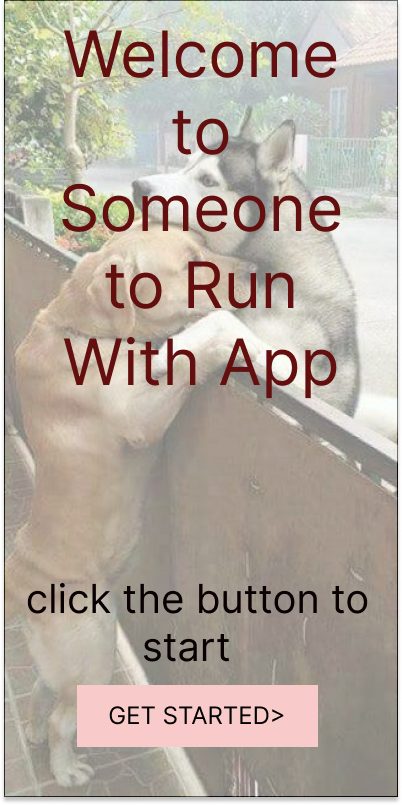 Welcome
to
Someone
to Run
With App
click the button to
start
GET STARTED>